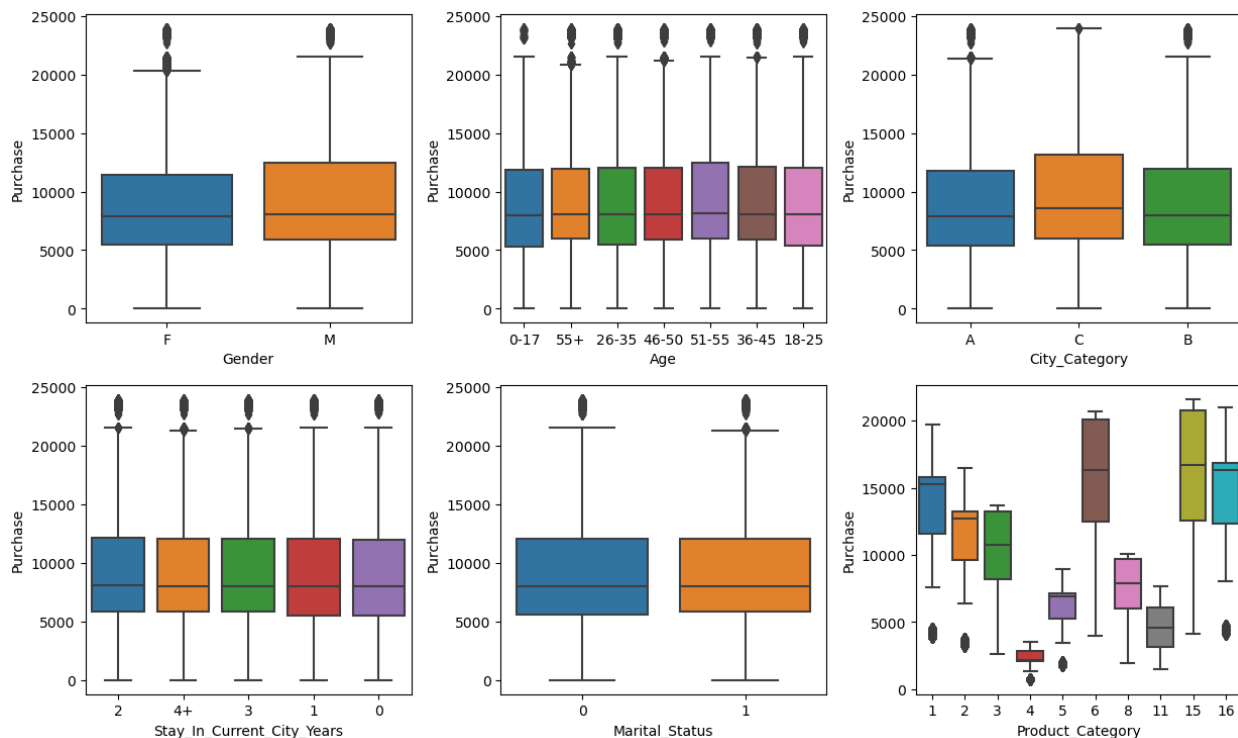 25000
20000
15000
10000
5000
0
Purchase
F M
Gender
25000
20000
15000
10000
5000
0
Purchase
0-17 55+ 26-35 46-50 51-55 36-45 18-25
Age
25000
20000
15000
10000
5000
0
Purchase
A C B
City_Category
25000
20000
15000
10000
5000
0
Purchase
2 4+ 3 1 0
Stay_In_Current_City_Years
25000
20000
15000
10000
5000
0
Purchase
0 1
Marital_Status
20000
15000
10000
5000
0
Purchase
1 2 3 4 5 6 8 11 15 16
Product_Category